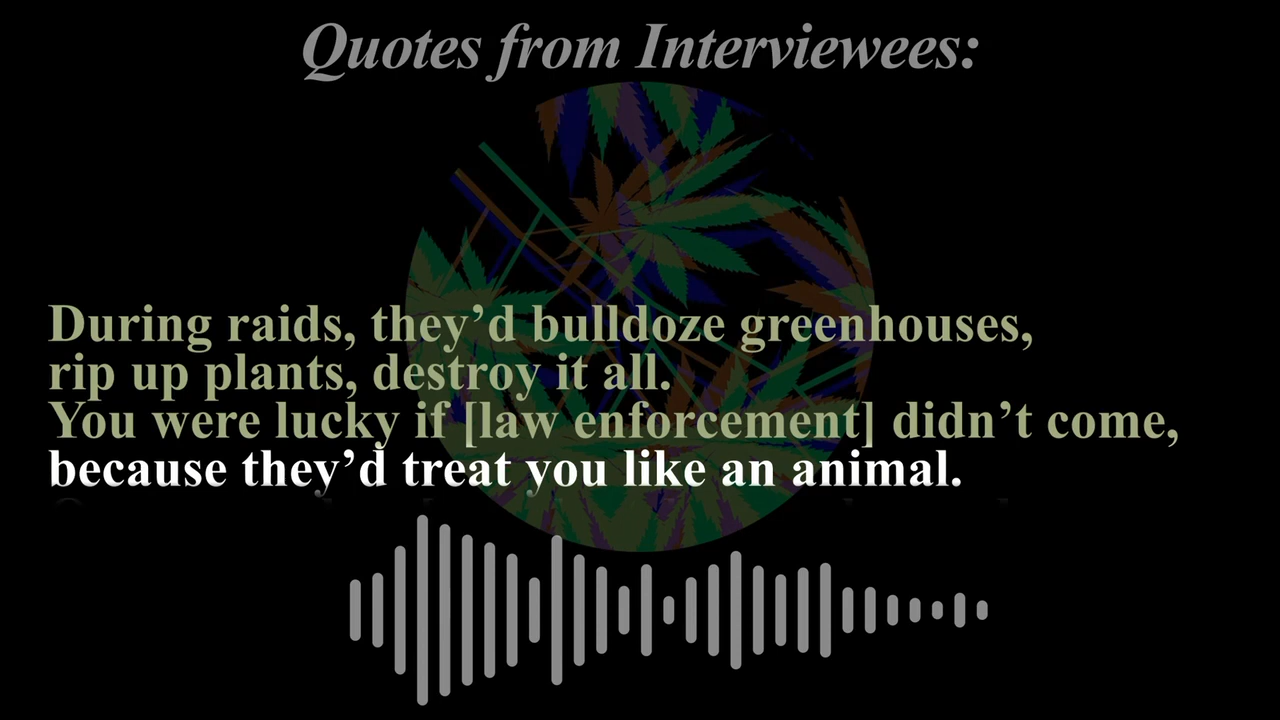 Quotes from Interviewees:
During raids, they’d bulldoze greenhouses,
rip up plants, destroy it all.
You were lucky if [law enforcement] didn’t come,
because they’d treat you like an animal.